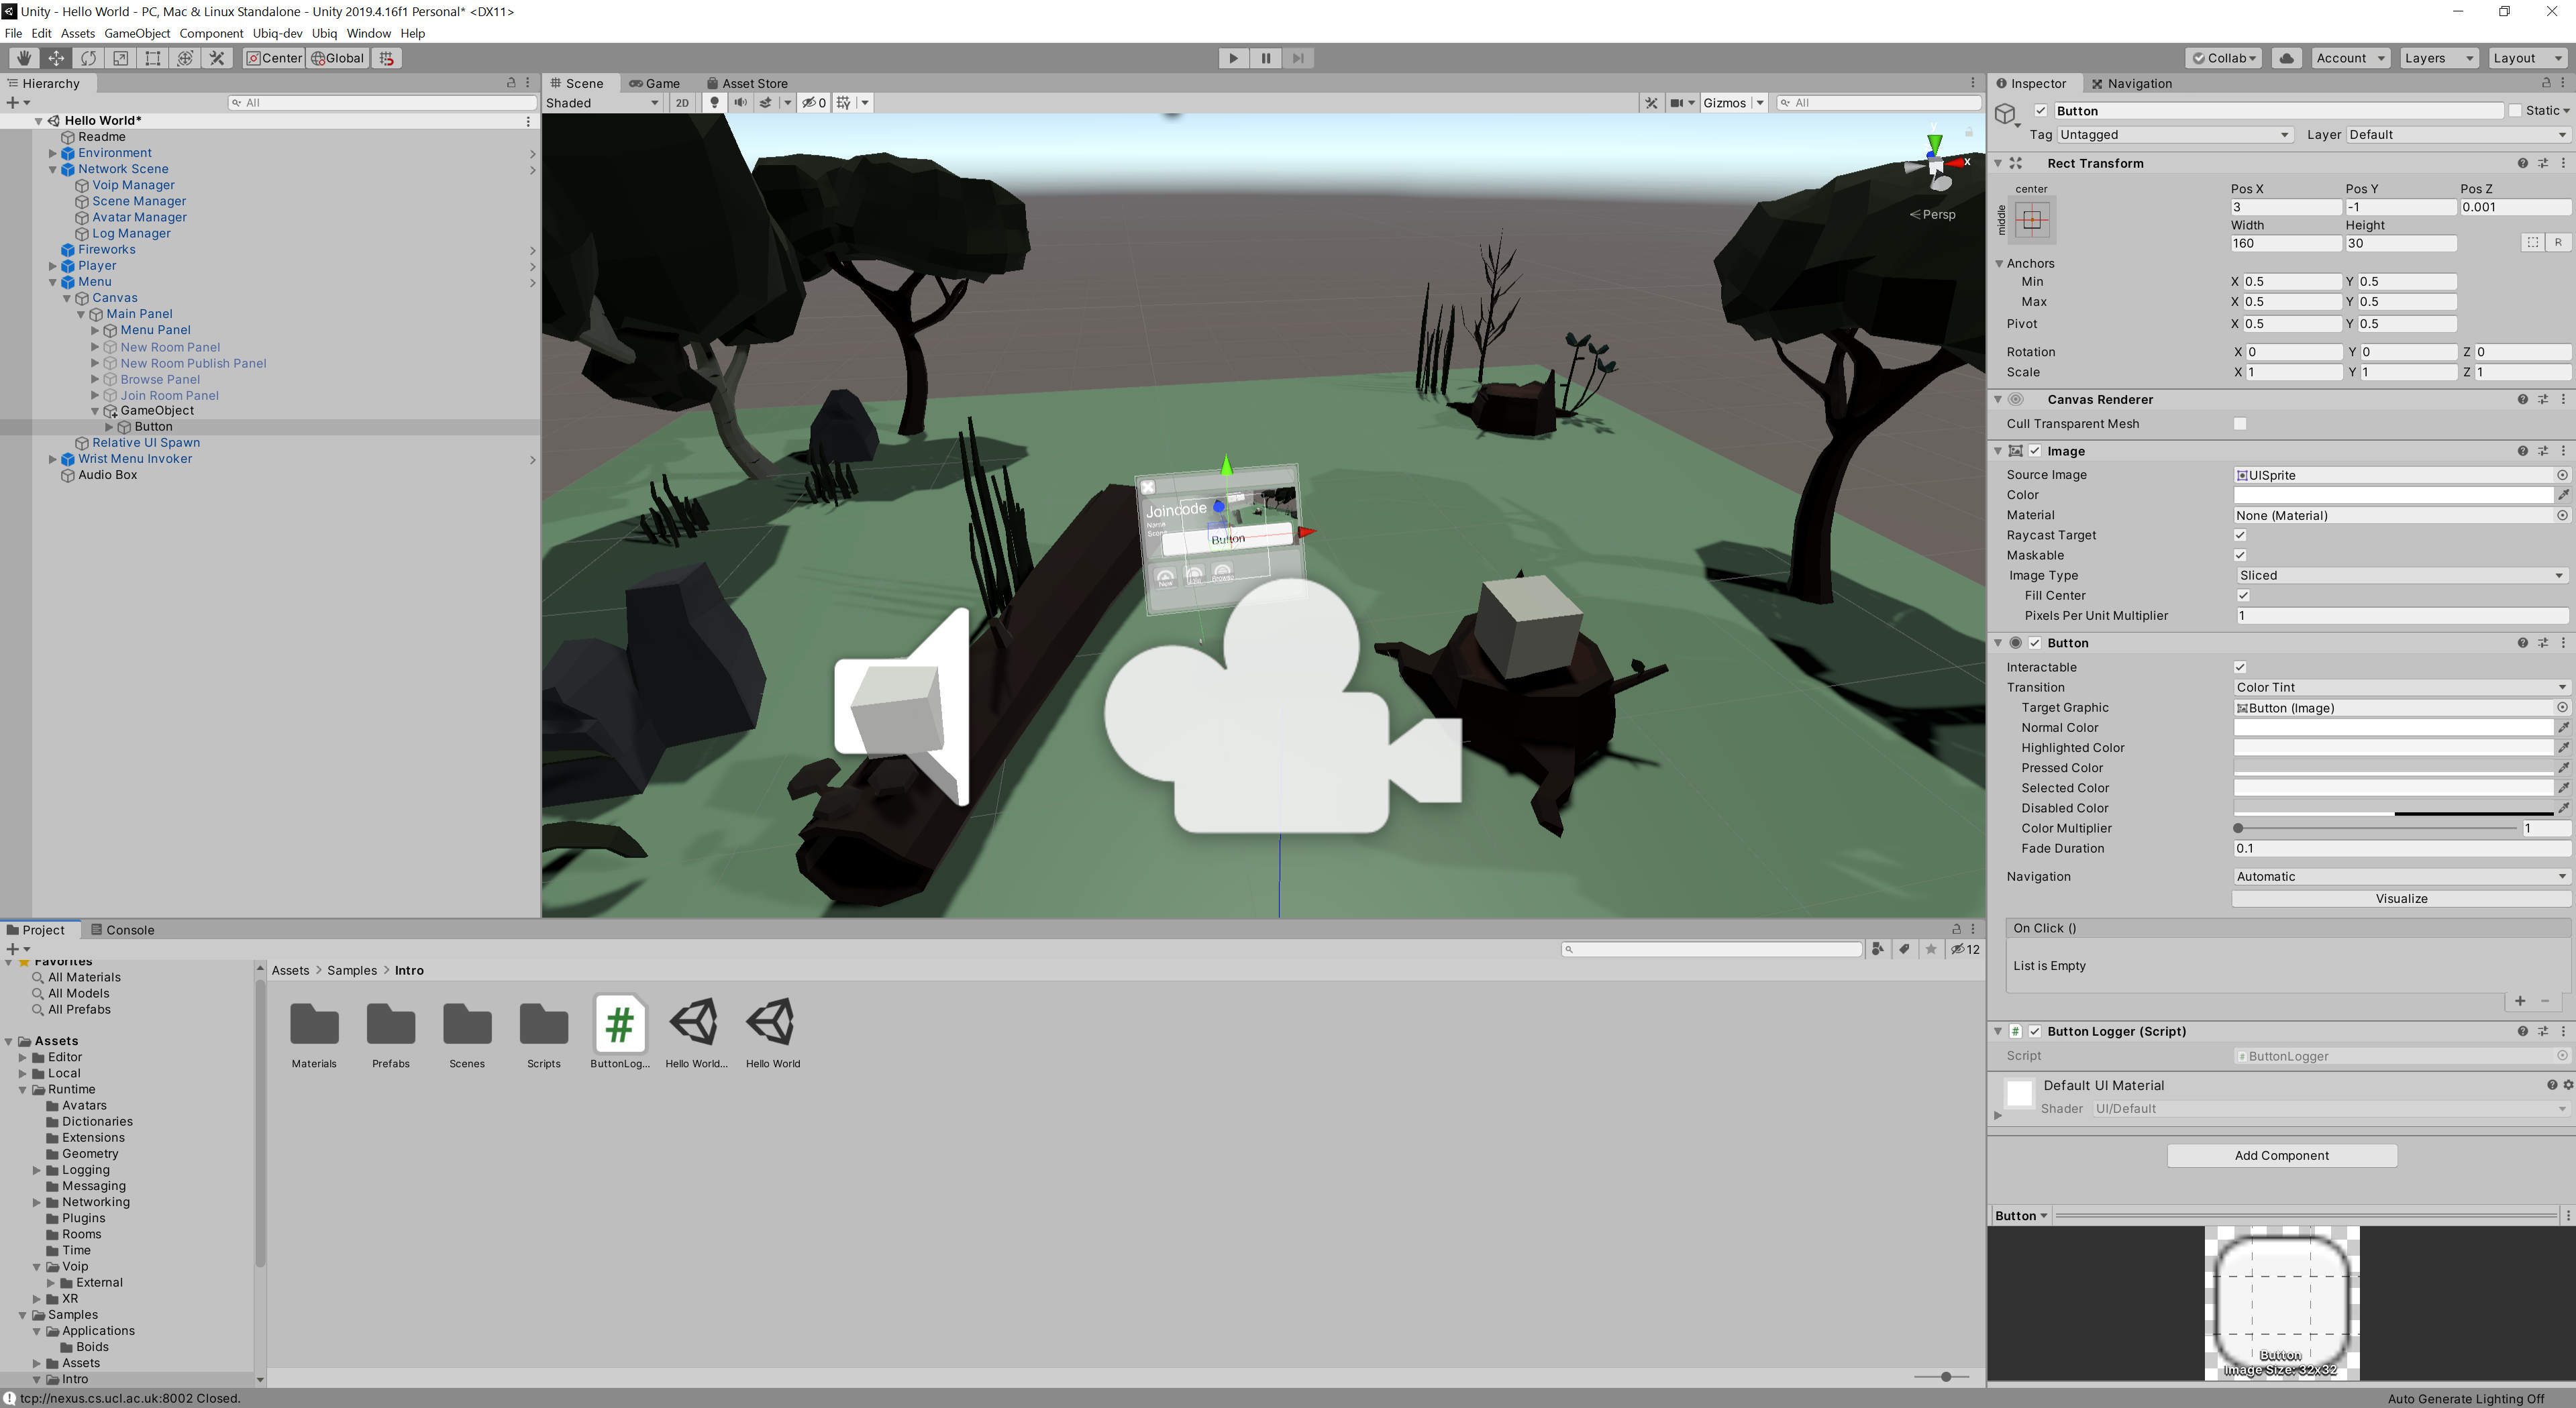 Unity - Hello World - PC, Mac & Linux Standalone - Unity 2019.4.16f1 Personal* <DX11>
File Edit Assets GameObject Component Ubiq-dev Ubiq Window Help
Center Global Collab Account Layers Layout
Hierarchy
All
Hello World*
Readme
Environment
Network Scene
Voip Manager
Scene Manager
Avatar Manager
Log Manager
Fireworks
Player
Menu
Canvas
Main Panel
Menu Panel
New Room Panel
New Room Publish Panel
Browse Panel
Join Room Panel
GameObject
Button
Relative UI Spawn
Wrist Menu Invoker
Audio Box
Scene Game Asset Store
Shaded 2D 0 Gizmos All
y
x
Persp
Joincode
Name
Button
New
Browse
Inspector Navigation
Button Static
Tag Untagged Layer Default
Rect Transform
center
middle
Pos X Pos Y Pos Z
3 -1 0.001
Width Height
160 30
R
Anchors
Min X 0.5 Y 0.5
Max X 0.5 Y 0.5
Pivot X 0.5 Y 0.5
Rotation X 0 Y 0 Z 0
Scale X 1 Y 1 Z 1
Canvas Renderer
Cull Transparent Mesh
Image
Source Image UISprite
Color
Material None (Material)
Raycast Target
Maskable
Image Type Sliced
Fill Center
Pixels Per Unit Multiplier 1
Button
Interactable
Transition Color Tint
Target Graphic Button (Image)
Normal Color
Highlighted Color
Pressed Color
Selected Color
Disabled Color
Color Multiplier 1
Fade Duration 0.1
Navigation Automatic
Visualize
On Click ()
List is Empty
Button Logger (Script)
Script ButtonLogger
Default UI Material
Shader UI/Default
Add Component
Button
Button
Image Size: 32x32
Project Console
12
Favorites
All Materials
All Models
All Prefabs
Assets
Editor
Local
Runtime
Avatars
Dictionaries
Extensions
Geometry
Logging
Messaging
Networking
Plugins
Rooms
Time
Voip
External
XR
Samples
Applications
Boids
Assets
Intro
Assets > Samples > Intro
Materials Prefabs Scenes Scripts ButtonLog... Hello World... Hello World
tcp://nexus.cs.ucl.ac.uk:8002 Closed.
Auto Generate Lighting Off